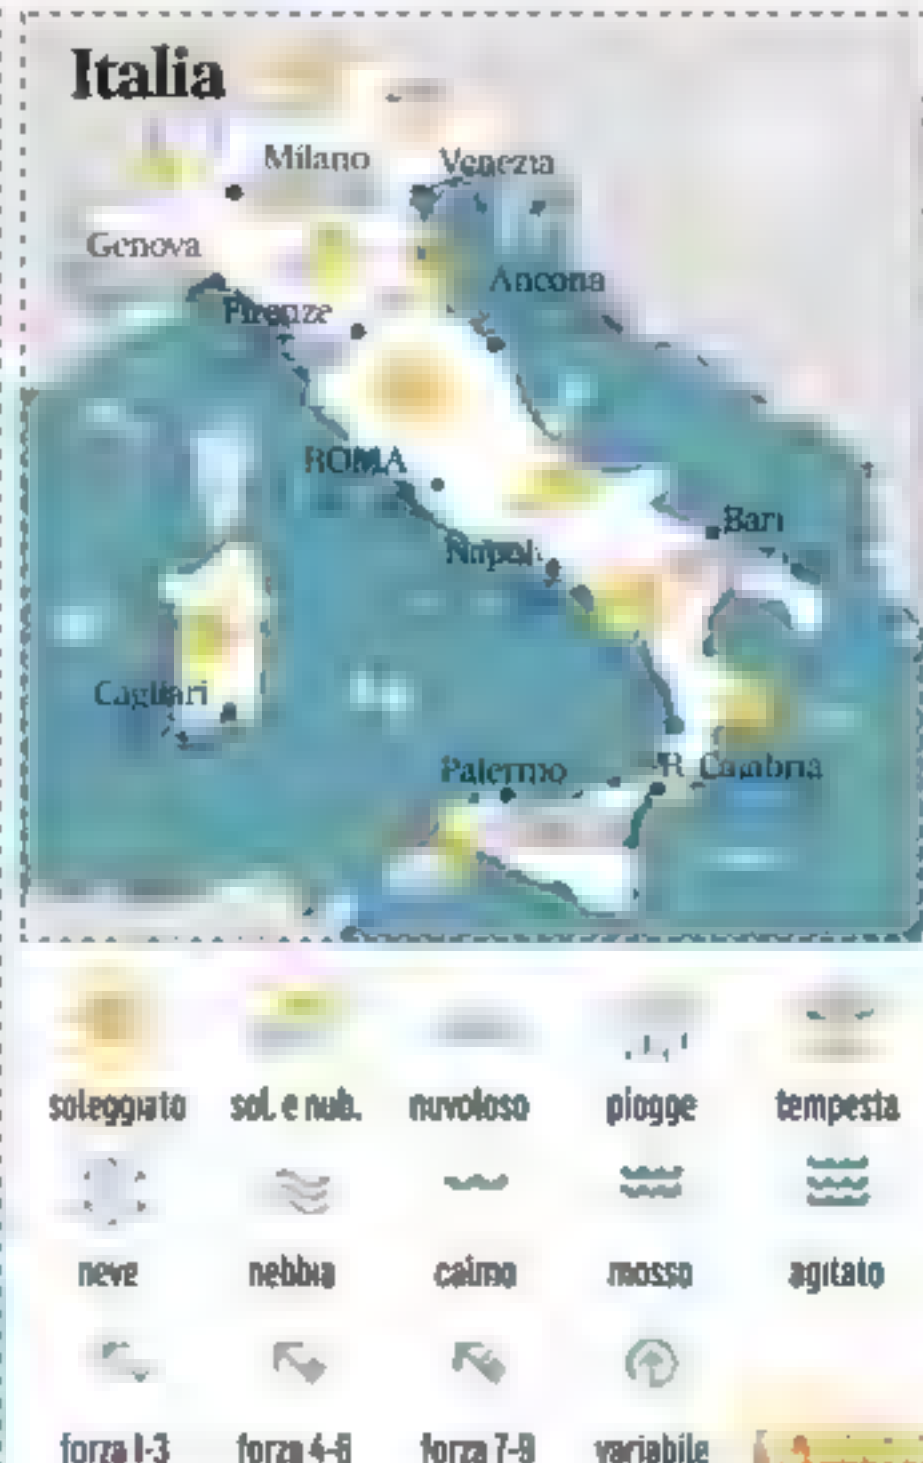 Italia
Milano
Venezia
Genova
Ancona
Firenze
ROMA
Bari
Napoli
Cagliari
Palermo
R. Calabria
soleggiato sol. e nub. nuvoloso piogge tempesta
neve nebbia calmo mosso agitato
forza 1-3 forza 4-6 forza 7-9 variabile